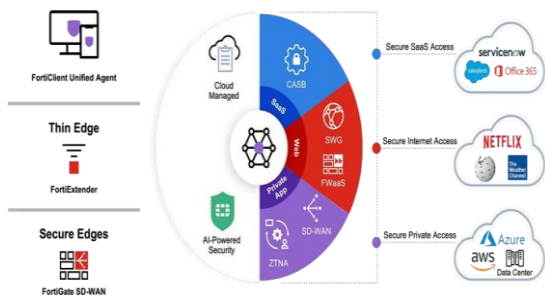 FortiClient Unified Agent
Thin Edge
FortiExtender
Secure Edges
FortiGate SD-WAN
Cloud
Managed
AI-Powered
Security
SaaS
Web
Private
App
CASB
SWG
FWaaS
SD-WAN
ZTNA
Secure SaaS Access
Secure Internet Access
Secure Private Access
servicenow
salesforce
Office 365
NETFLIX
The
Weather
Channel
Azure
aws
Data Center